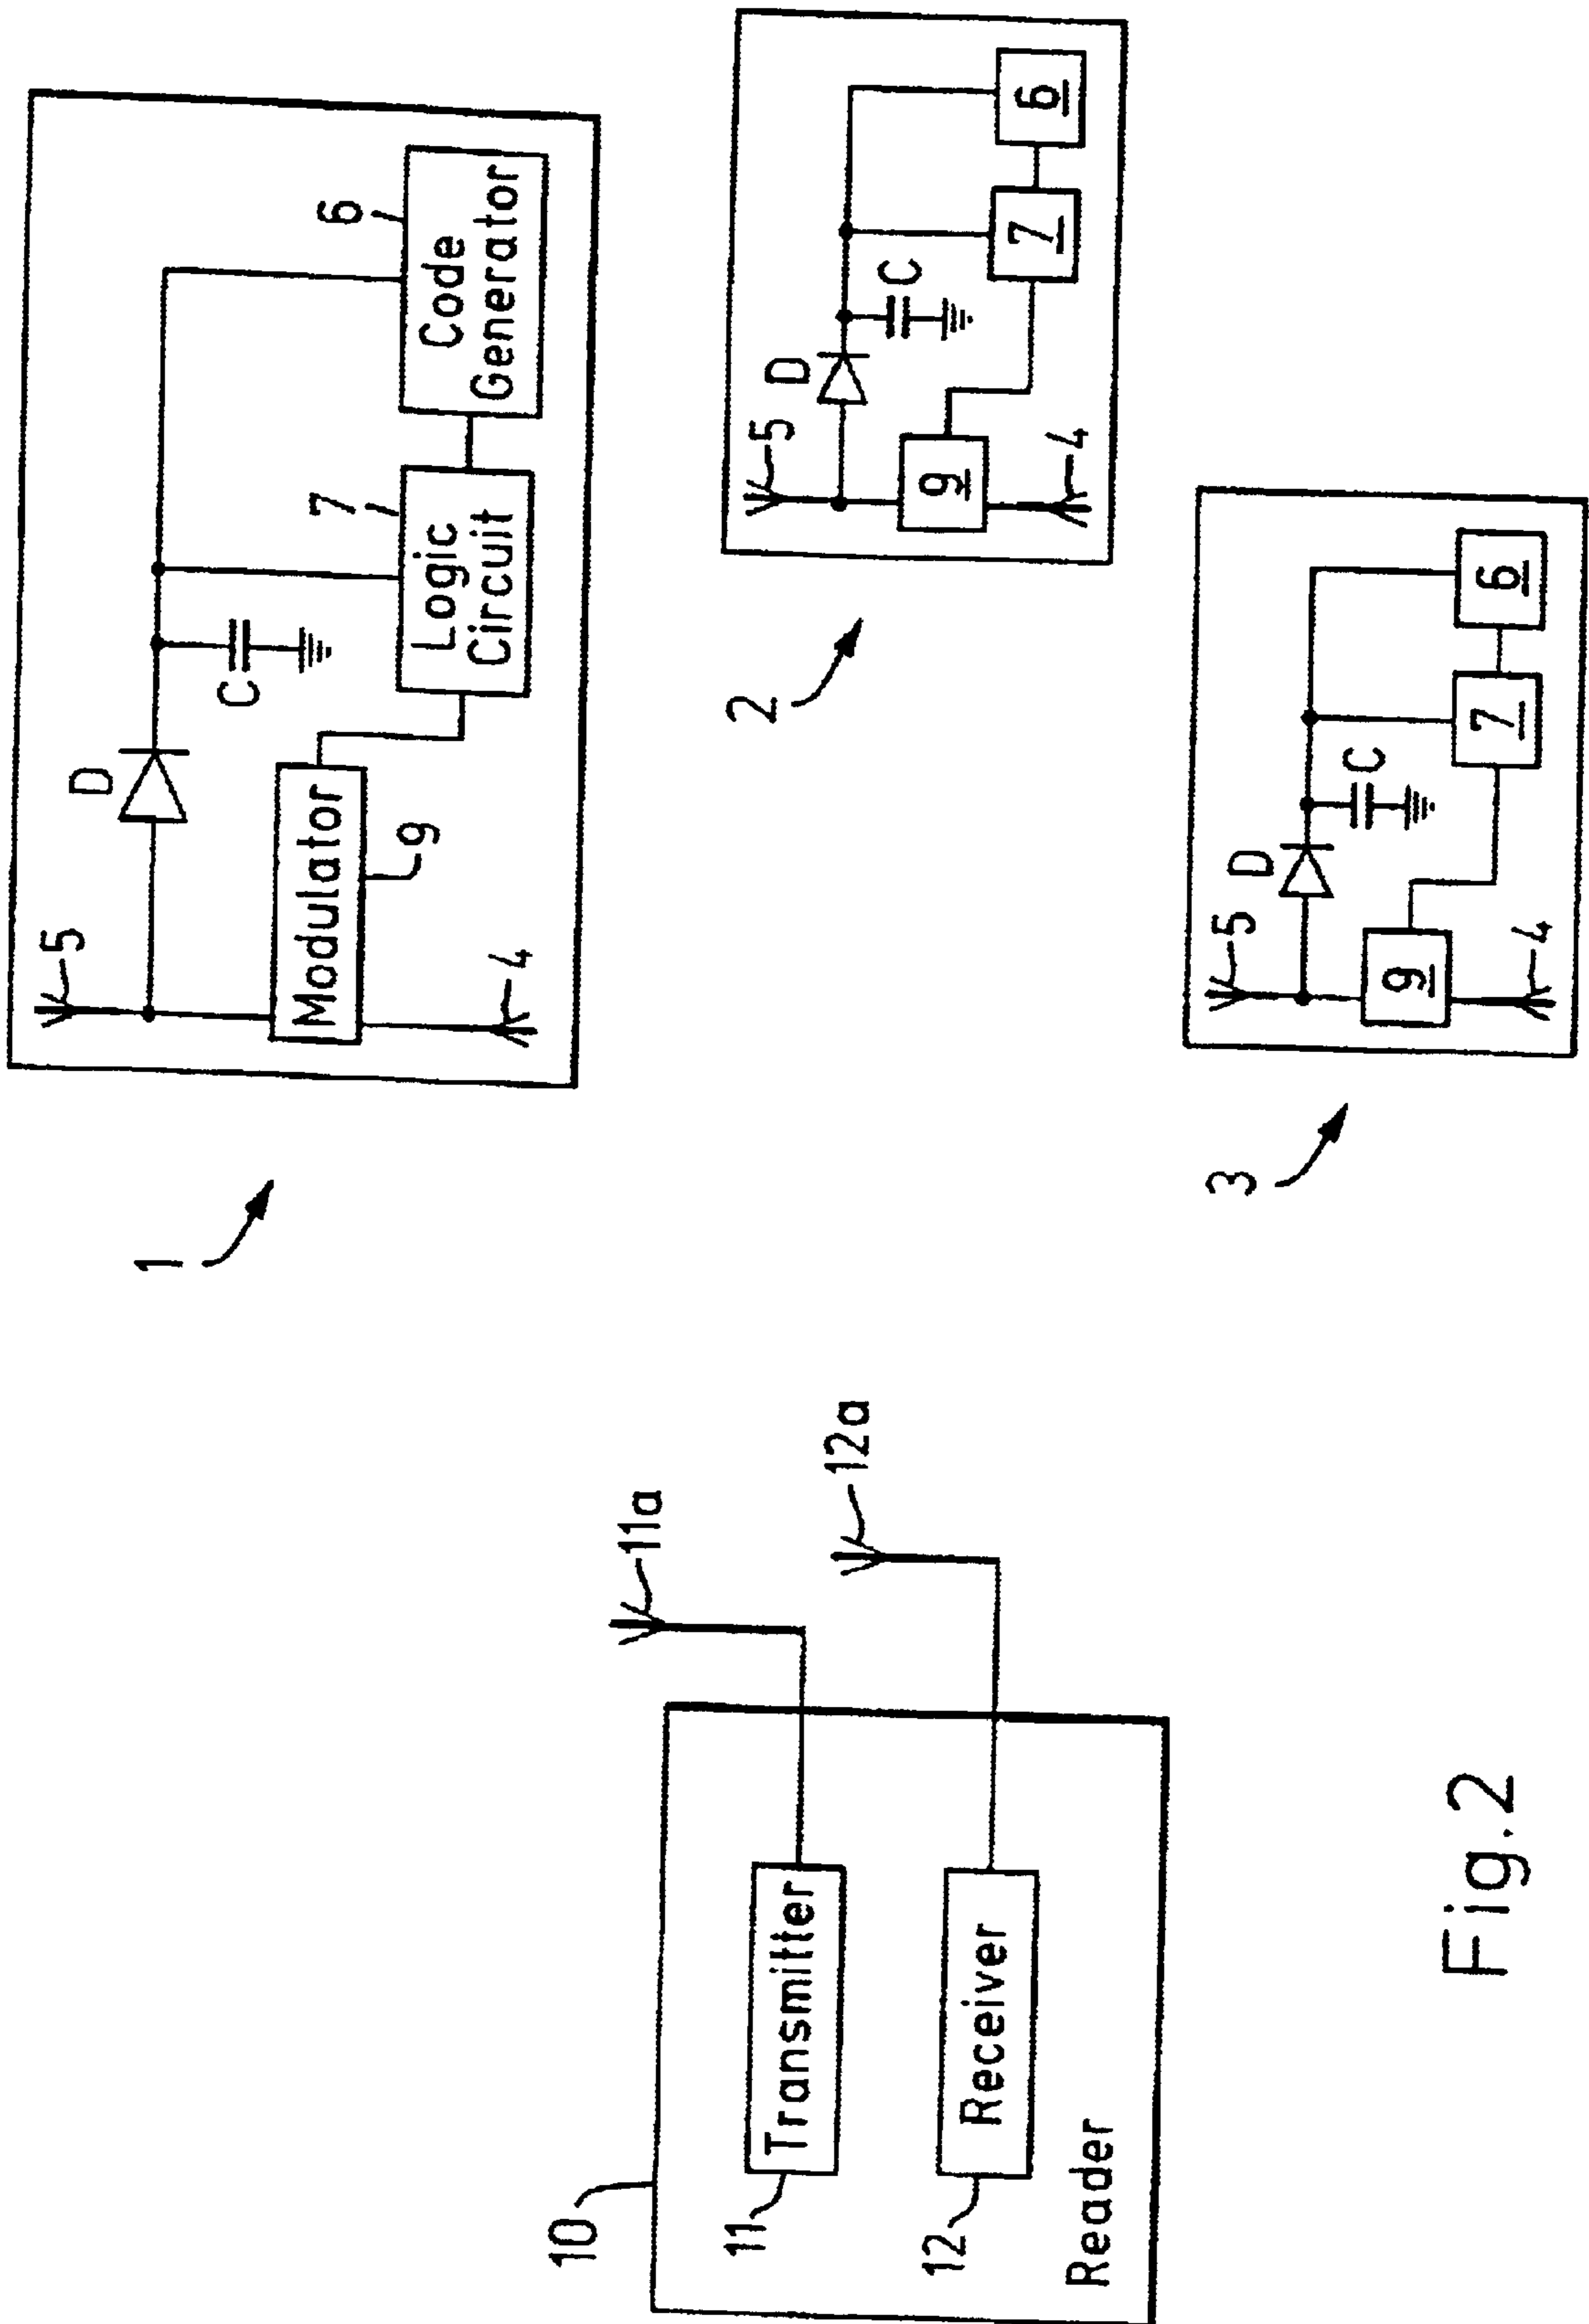 1
5
D
C
6
7
Code
Generator
Logic
Circuit
Modulator
9
4
2
5
D
C
6
7
9
4
3
5
D
C
6
7
9
4
10
11
Transmitter
11a
12
Receiver
12a
Reader
Fig.2